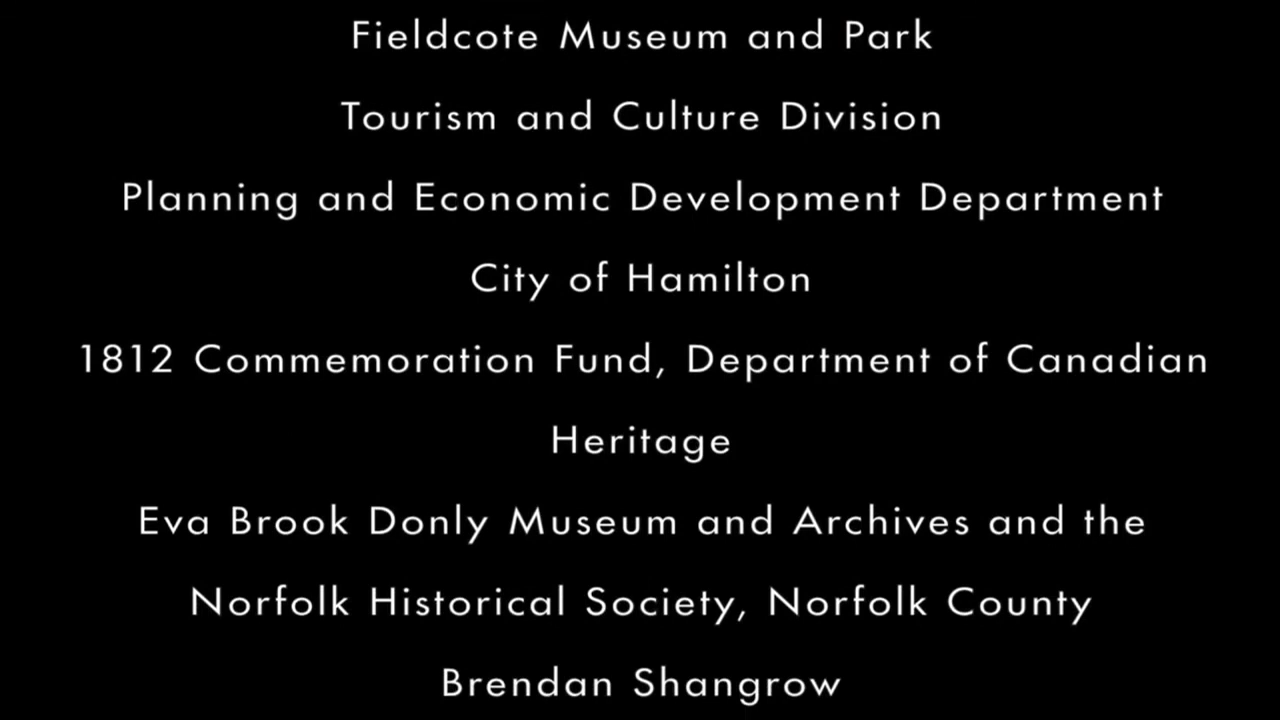 Fieldcote Museum and Park
Tourism and Culture Division
Planning and Economic Development Department
City of Hamilton
1812 Commemoration Fund, Department of Canadian
Heritage
Eva Brook Donly Museum and Archives and the
Norfolk Historical Society, Norfolk County
Brendan Shangrow